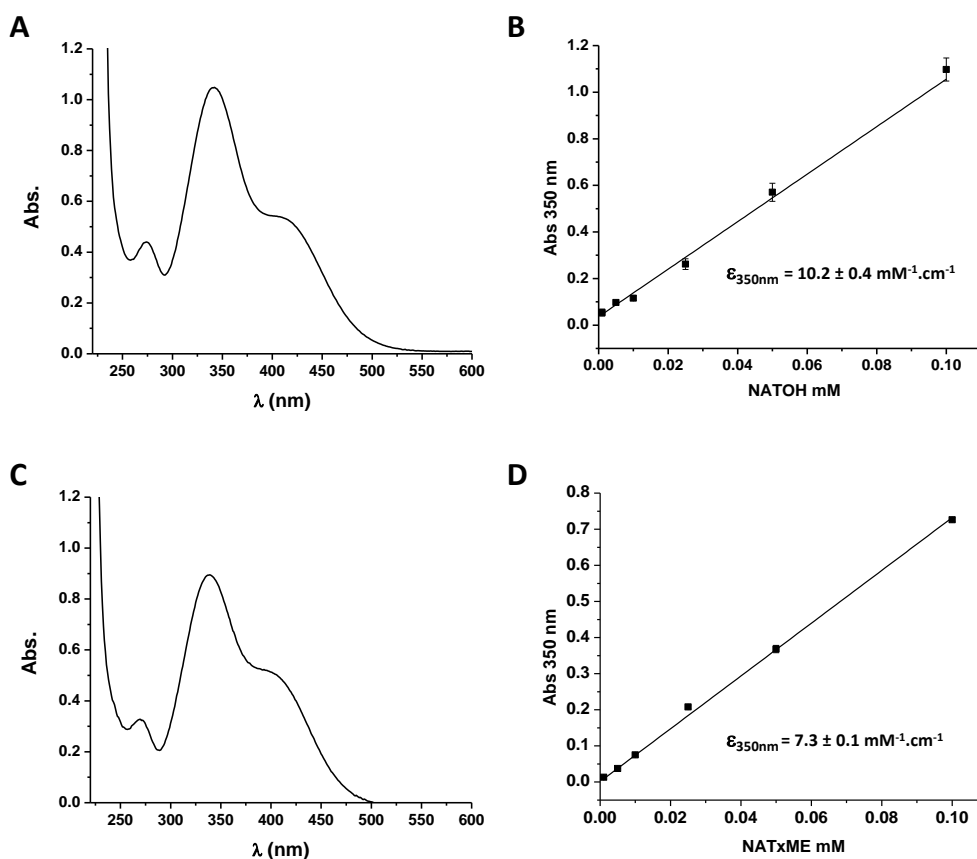 A
1.2
1.0
0.8
0.6
0.4
0.2
0.0
Abs.
250 300 350 400 450 500 550 600
λ (nm)
B
1.2
1.0
0.8
0.6
0.4
0.2
0.0
Abs 350 nm
ε350nm = 10.2 ± 0.4 mM-1.cm-1
0.00 0.02 0.04 0.06 0.08 0.10
NATOH mM
C
1.2
1.0
0.8
0.6
0.4
0.2
0.0
Abs.
250 300 350 400 450 500 550 600
λ (nm)
D
0.8
0.7
0.6
0.5
0.4
0.3
0.2
0.1
0.0
Abs 350 nm
ε350nm = 7.3 ± 0.1 mM-1.cm-1
0.00 0.02 0.04 0.06 0.08 0.10
NATxME mM